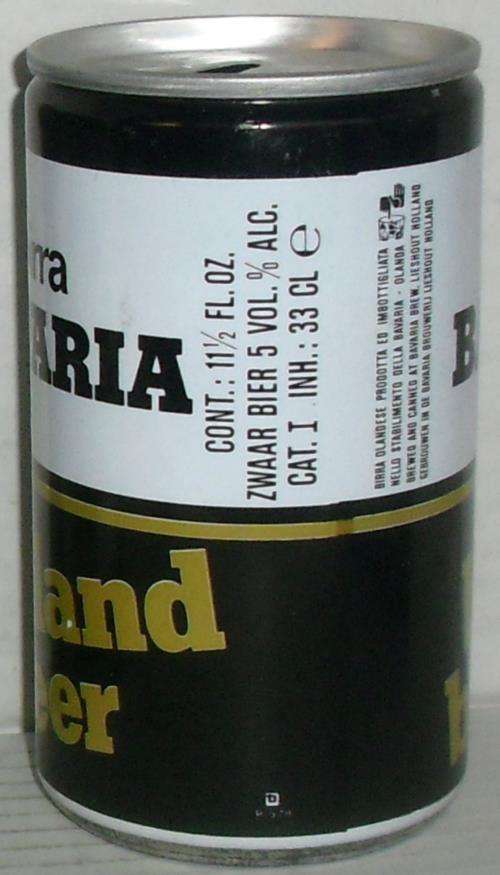 rra
ARIA
CONT.: 11½ FL. OZ.
ZWAAR BIER 5 VOL. % ALC.
CAT. I INH.: 33 CL ℮
BIRRA OLANDESE PRODOTTA ED IMBOTTIGLIATA
NELLO STABILIMENTO DELLA BAVARIA - OLANDA
BREWED AND CANNED AT BAVARIA BREW. LIESHOUT HOLLAND
GEBROUWEN IN DE BAVARIA BROUWERIJ LIESHOUT HOLLAND
B
land
er
b